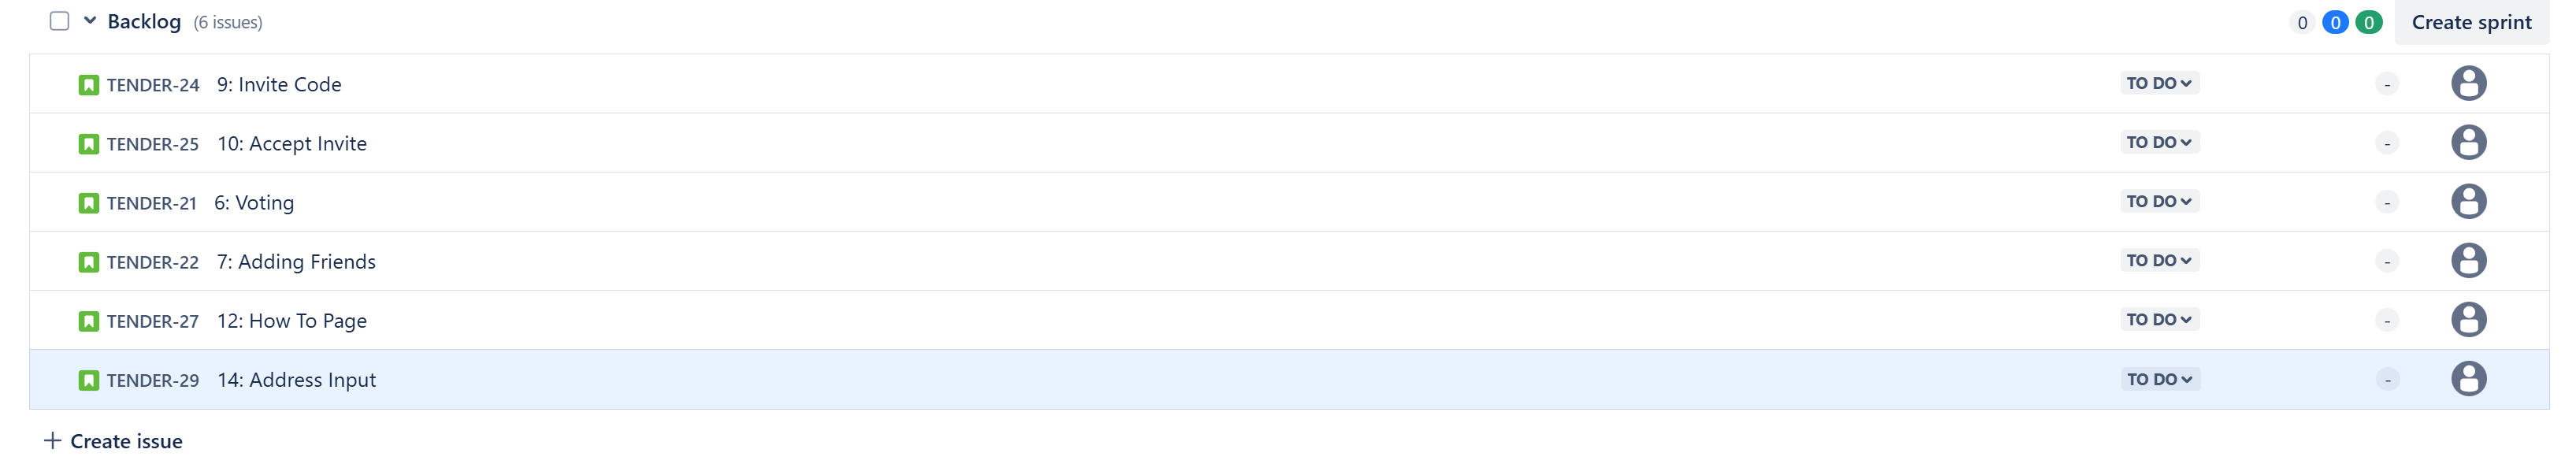 Backlog (6 issues) 0 0 0 Create sprint
TENDER-24 9: Invite Code TO DO -
TENDER-25 10: Accept Invite TO DO -
TENDER-21 6: Voting TO DO -
TENDER-22 7: Adding Friends TO DO -
TENDER-27 12: How To Page TO DO -
TENDER-29 14: Address Input TO DO -
+ Create issue